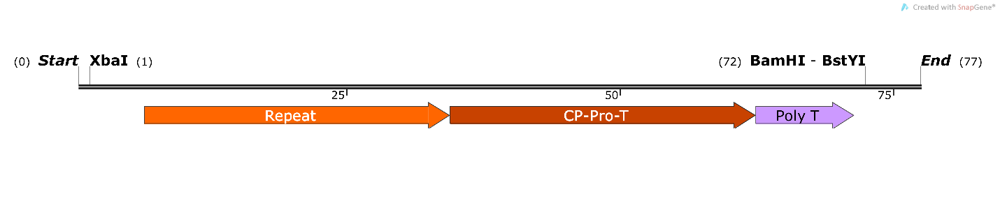 Created with SnapGene®
(0) Start XbaI (1) (72) BamHI - BstYI End (77)
25 50 75
Repeat CP-Pro-T Poly T